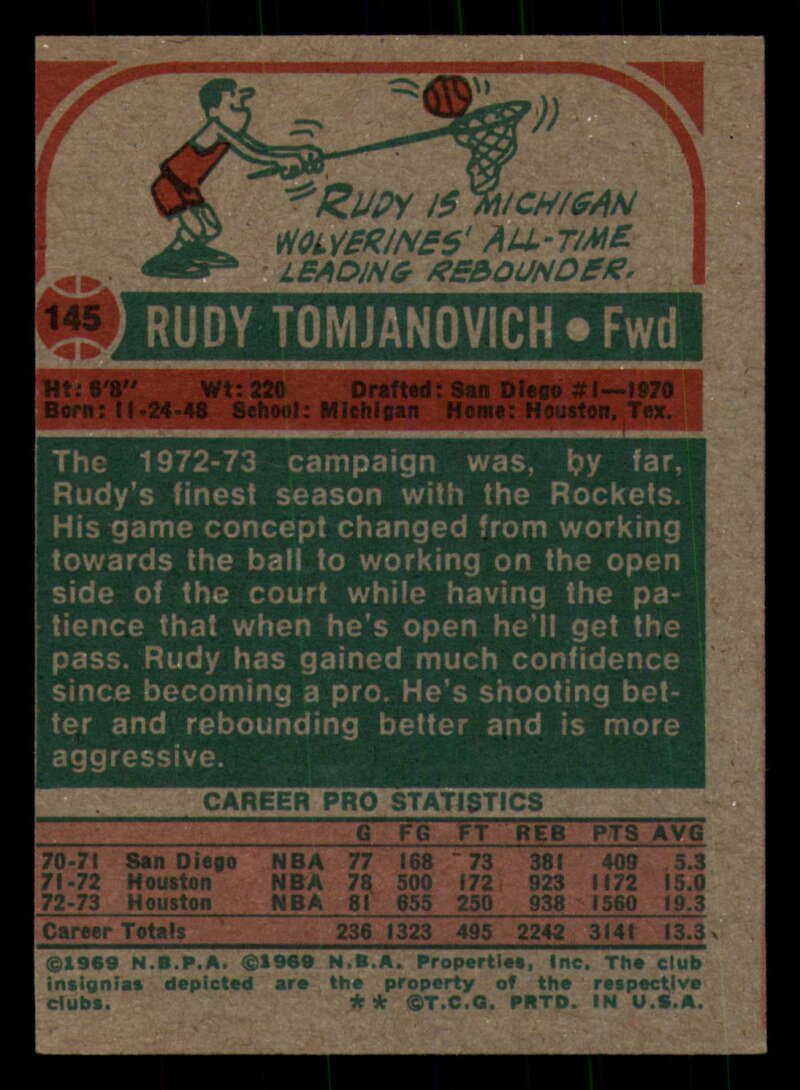 RUDY IS MICHIGAN
WOLVERINES' ALL-TIME
LEADING REBOUNDER.
145
RUDY TOMJANOVICH • Fwd
Ht: 6'8" Wt: 220 Drafted: San Diego #1—1970
Born: 11-24-48 School: Michigan Home: Houston, Tex.
The 1972-73 campaign was, by far,
Rudy's finest season with the Rockets.
His game concept changed from working
towards the ball to working on the open
side of the court while having the pa-
tience that when he's open he'll get the
pass. Rudy has gained much confidence
since becoming a pro. He's shooting bet-
ter and rebounding better and is more
aggressive.
CAREER PRO STATISTICS
G FG FT REB PTS AVG
70-71 San Diego NBA 77 168 73 381 409 5.3
71-72 Houston NBA 78 500 172 923 1172 15.0
72-73 Houston NBA 81 655 250 938 1560 19.3
Career Totals 236 1323 495 2242 3141 13.3
©1969 N.B.P.A. ©1969 N.B.A. Properties, Inc. The club
insignias depicted are the property of the respective
clubs. ** ©T.C.G. PRTD. IN U.S.A.